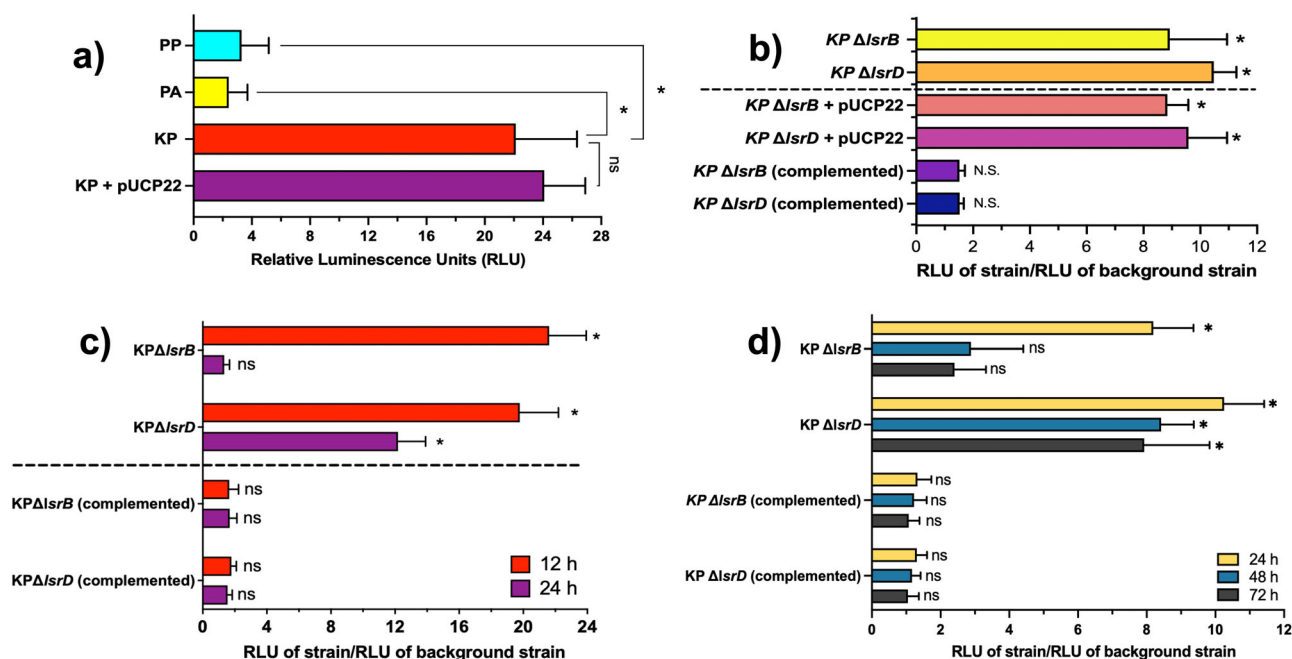 a)
PP
PA
KP
KP + pUCP22
*
*
ns
0 4 8 12 16 20 24 28
Relative Luminescence Units (RLU)
b)
KP ΔlsrB
*
KP ΔlsrD
*
KP ΔlsrB + pUCP22
*
KP ΔlsrD + pUCP22
*
KP ΔlsrB (complemented)
N.S.
KP ΔlsrD (complemented)
N.S.
0 2 4 6 8 10 12
RLU of strain/RLU of background strain
c)
KPΔlsrB
*
ns
KPΔlsrD
*
*
KPΔlsrB (complemented)
ns
ns
KPΔlsrD (complemented)
ns
ns
12 h
24 h
0 4 8 12 16 20 24
RLU of strain/RLU of background strain
d)
KP ΔlsrB
*
ns
ns
KP ΔlsrD
*
*
*
KP ΔlsrB (complemented)
ns
ns
ns
KP ΔlsrD (complemented)
ns
ns
ns
24 h
48 h
72 h
0 2 4 6 8 10 12
RLU of strain/RLU of background strain